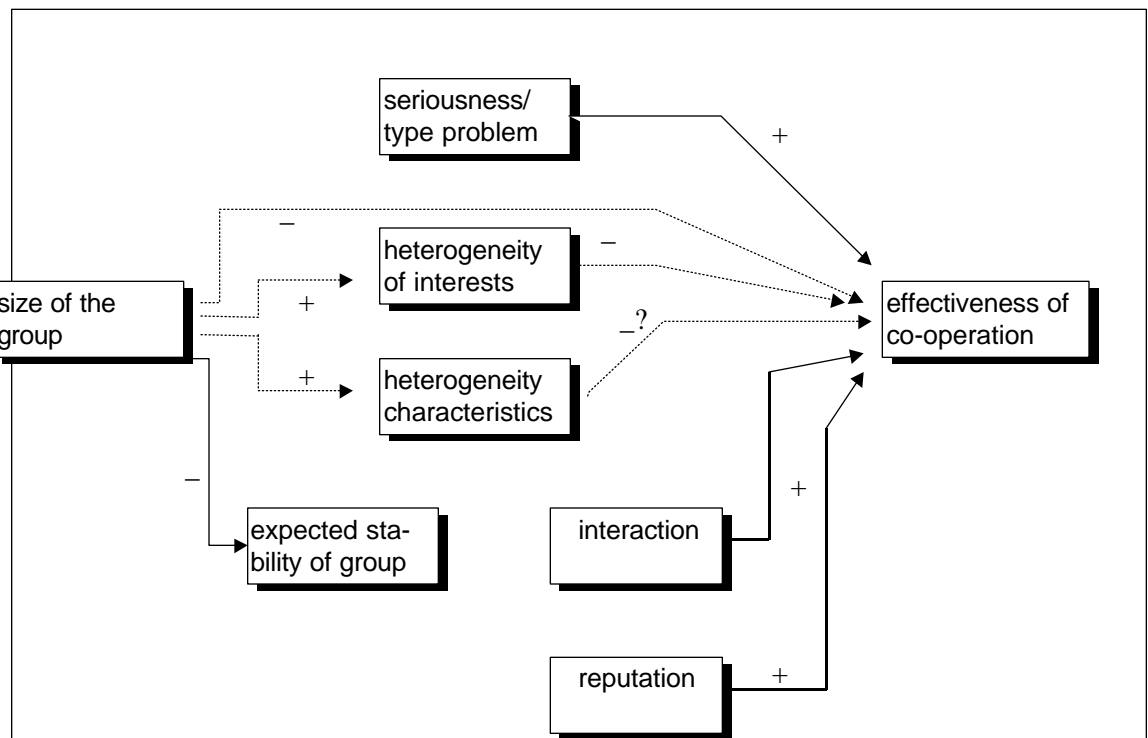 seriousness/
type problem
+
–
heterogeneity
of interests
–
size of the
group
+
effectiveness of
co-operation
–?
+
heterogeneity
characteristics
–
expected sta-
bility of group
interaction
+
reputation
+